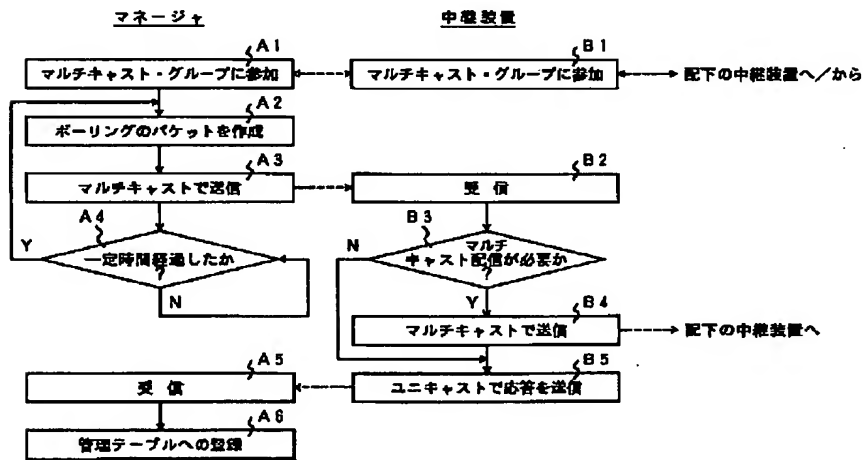 マネージャ
中継装置
A1
マルチキャスト・グループに参加
B1
マルチキャスト・グループに参加
配下の中継装置へ/から
A2
ポーリングのパケットを作成
A3
マルチキャストで送信
B2
受信
A4
一定時間経過したか
?
Y
N
B3
マルチ
キャスト配信が必要か
?
N
Y
B4
マルチキャストで送信
配下の中継装置へ
A5
受信
B5
ユニキャストで応答を送信
A6
管理テーブルへの登録